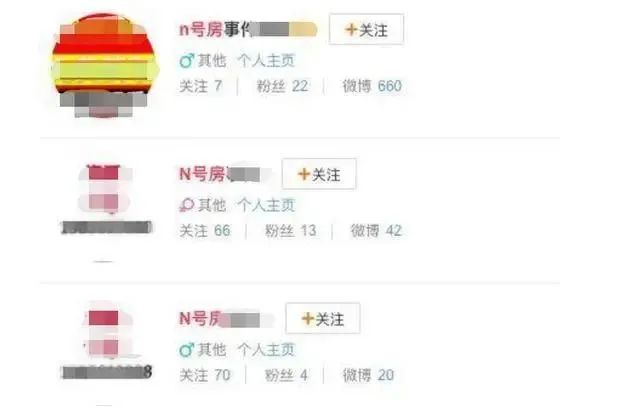 n号房事件
+关注
其他 个人主页
关注 7 粉丝 22 微博 660
N号房
+关注
其他 个人主页
关注 66 粉丝 13 微博 42
N号房
+关注
其他 个人主页
关注 70 粉丝 4 微博 20